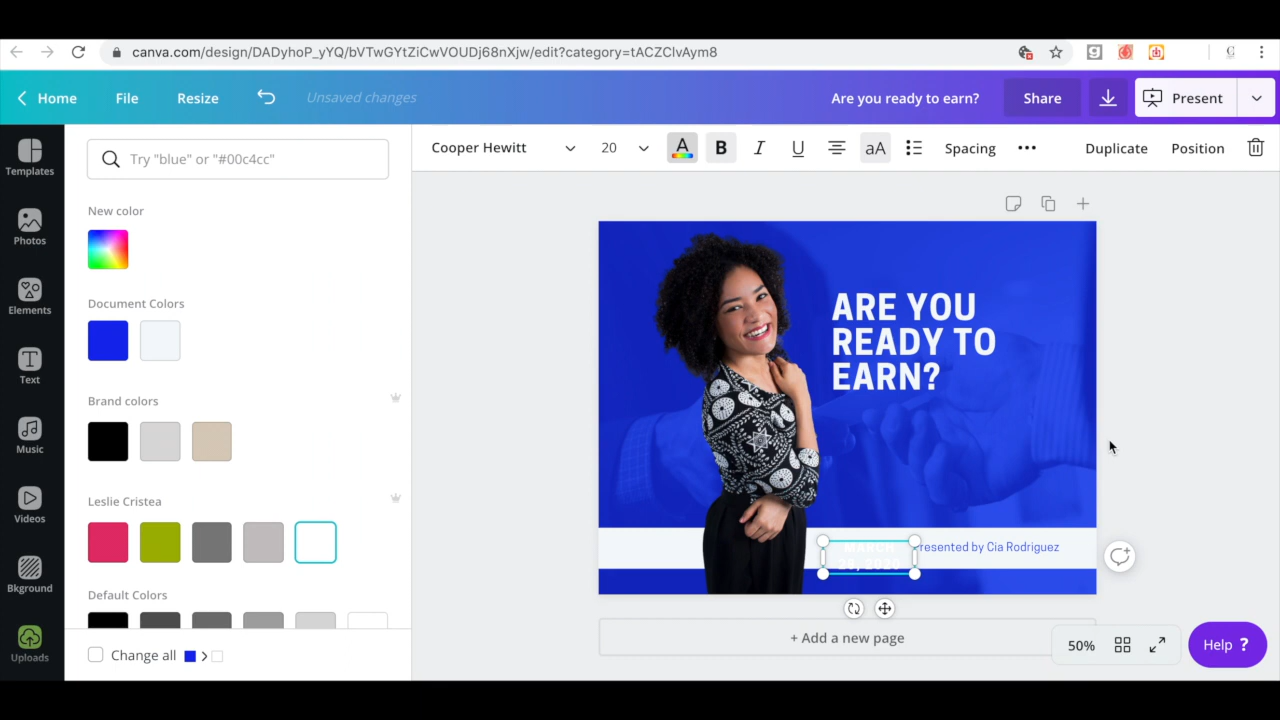 canva.com/design/DADyhoP_yYQ/bVTwGYtZiCwVOUDj68nXjw/edit?category=tACZClvAym8
Home File Resize Unsaved changes Are you ready to earn? Share Present
Templates
Photos
Elements
Text
Music
Videos
Bkground
Uploads
Try "blue" or "#00c4cc"
New color
Document Colors
Brand colors
Leslie Cristea
Default Colors
Change all
Cooper Hewitt 20 A B I U aA Spacing Duplicate Position
ARE YOU
READY TO
EARN?
MARCH
resented by Cia Rodriguez
+ Add a new page
50%
Help ?